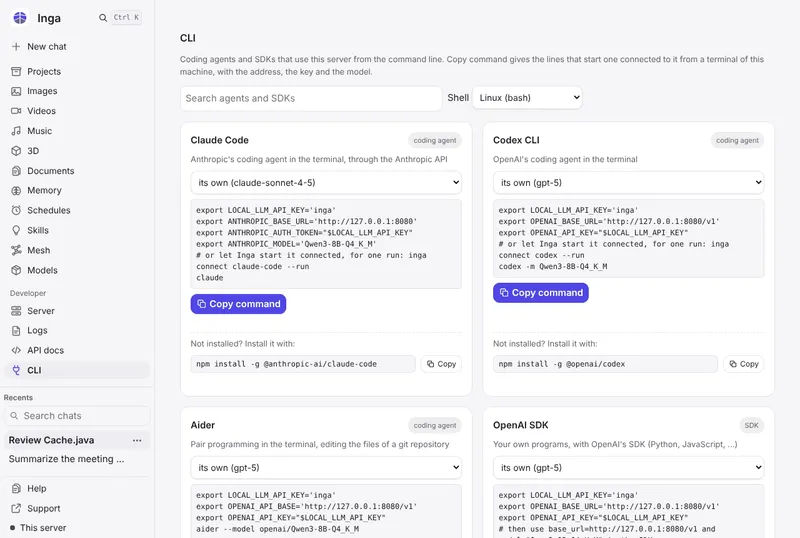 Inga
Ctrl K
New chat
Projects
Images
Videos
Music
3D
Documents
Memory
Schedules
Skills
Mesh
Models
Developer
Server
Logs
API docs
CLI
Recents
Search chats
Review Cache.java
Summarize the meeting ...
Help
Support
This server
CLI
Coding agents and SDKs that use this server from the command line. Copy command gives the lines that start one connected to it from a terminal of this
machine, with the address, the key and the model.
Search agents and SDKs
Shell
Linux (bash)
Claude Code
coding agent
Anthropic's coding agent in the terminal, through the Anthropic API
its own (claude-sonnet-4-5)
export LOCAL_LLM_API_KEY='inga'
export ANTHROPIC_BASE_URL='http://127.0.0.1:8080'
export ANTHROPIC_AUTH_TOKEN="$LOCAL_LLM_API_KEY"
export ANTHROPIC_MODEL='Qwen3-8B-Q4_K_M'
# or let Inga start it connected, for one run: inga
connect claude-code --run
claude
Copy command
Not installed? Install it with:
npm install -g @anthropic-ai/claude-code
Copy
Codex CLI
coding agent
OpenAI's coding agent in the terminal
its own (gpt-5)
export LOCAL_LLM_API_KEY='inga'
export OPENAI_BASE_URL='http://127.0.0.1:8080/v1'
export OPENAI_API_KEY="$LOCAL_LLM_API_KEY"
# or let Inga start it connected, for one run: inga
connect codex --run
codex -m Qwen3-8B-Q4_K_M
Copy command
Not installed? Install it with:
npm install -g @openai/codex
Copy
Aider
coding agent
Pair programming in the terminal, editing the files of a git repository
its own (gpt-5)
export LOCAL_LLM_API_KEY='inga'
export OPENAI_API_BASE='http://127.0.0.1:8080/v1'
export OPENAI_API_KEY="$LOCAL_LLM_API_KEY"
aider --model openai/Qwen3-8B-Q4_K_M
OpenAI SDK
SDK
Your own programs, with OpenAI's SDK (Python, JavaScript, ...)
its own (gpt-5)
export LOCAL_LLM_API_KEY='inga'
export OPENAI_BASE_URL='http://127.0.0.1:8080/v1'
export OPENAI_API_KEY="$LOCAL_LLM_API_KEY"
# then use base_url=http://127.0.0.1:8080/v1 and